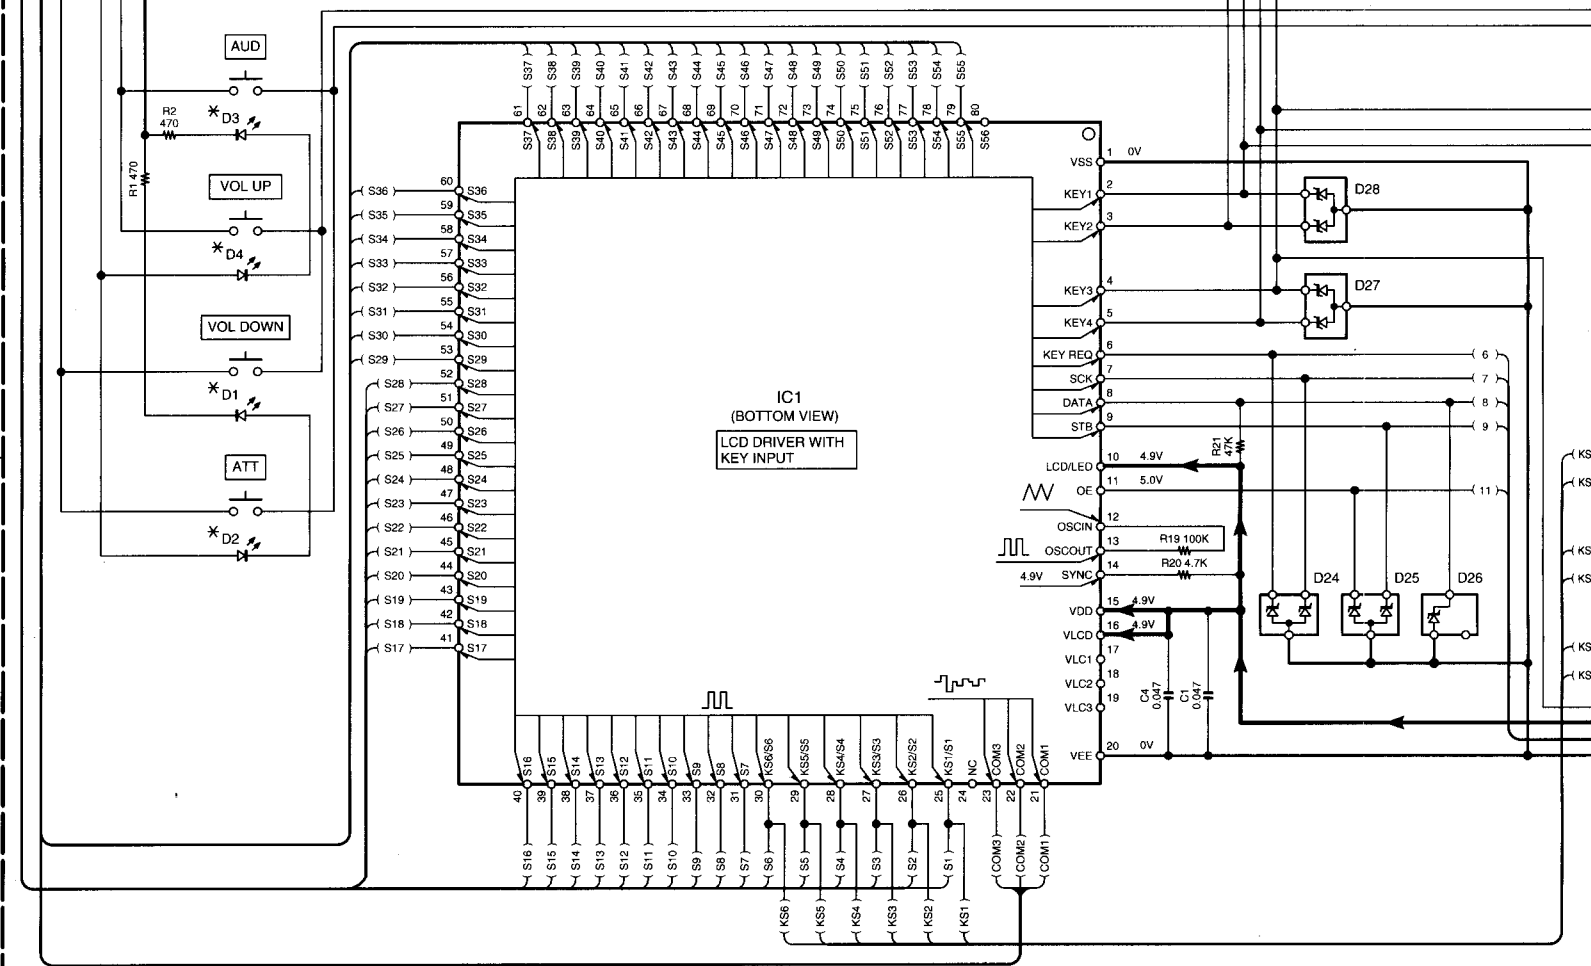 AUD
* D3
R2
470
R1 470
VOL UP
* D4
VOL DOWN
* D1
ATT
* D2
S37 S38 S39 S40 S41 S42 S43 S44 S45 S46 S47 S48 S49 S50 S51 S52 S53 S54 S55
61 62 63 64 65 66 67 68 69 70 71 72 73 74 75 76 77 78 79 80
S37 S38 S39 S40 S41 S42 S43 S44 S45 S46 S47 S48 S49 S50 S51 S52 S53 S54 S55 S56
S36 60 S36
S35 59 S35
S34 58 S34
S33 57 S33
S32 56 S32
S31 55 S31
S30 54 S30
S29 53 S29
S28 52 S28
S27 51 S27
S26 50 S26
S25 49 S25
S24 48 S24
S23 47 S23
S22 46 S22
S21 45 S21
S20 44 S20
S19 43 S19
S18 42 S18
S17 41 S17
IC1
(BOTTOM VIEW)
LCD DRIVER WITH
KEY INPUT
VSS 1 0V
KEY1 2
KEY2 3
KEY3 4
KEY4 5
KEY REQ 6
SCK 7
DATA 8
STB 9
LCD/LED 10 4.9V
OE 11 5.0V
OSCIN 12
OSCOUT 13
4.9V SYNC 14
VDD 15 4.9V
VLCD 16 4.9V
VLC1 17
VLC2 18
VLC3 19
VEE 20 0V
D28
D27
6
7
8
9
11
R21
47K
R19 100K
R20 4.7K
D24
D25
D26
C4
0.047
C1
0.047
KS
KS
KS
KS
KS
KS
S16 S15 S14 S13 S12 S11 S10 S9 S8 S7 KS6/S6 KS5/S5 KS4/S4 KS3/S3 KS2/S2 KS1/S1 NC COM3 COM2 COM1
40 39 38 37 36 35 34 33 32 31 30 29 28 27 26 25 24 23 22 21
S16 S15 S14 S13 S12 S11 S10 S9 S8 S7 S6 S5 S4 S3 S2 S1 COM3 COM2 COM1
KS6 KS5 KS4 KS3 KS2 KS1